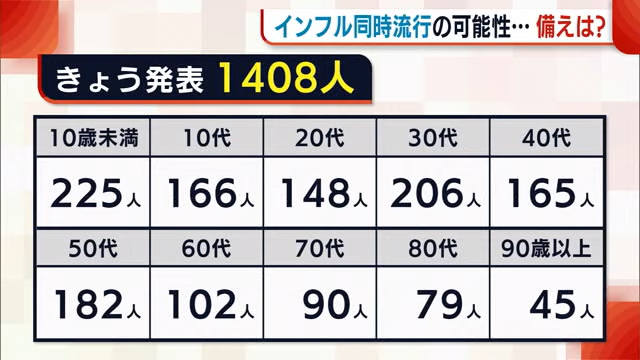 インフル同時流行の可能性… 備えは?
きょう発表 1408人
10歳未満 10代 20代 30代 40代
225人 166人 148人 206人 165人
50代 60代 70代 80代 90歳以上
182人 102人 90人 79人 45人